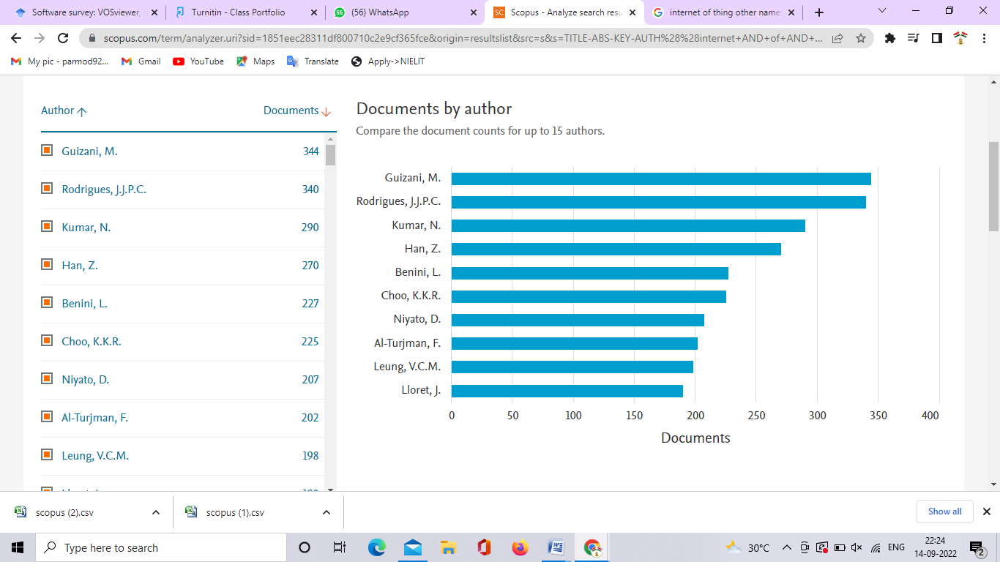 Software survey: VOSviewer,
Turnitin - Class Portfolio
(56) WhatsApp
SC Scopus - Analyze search resu
internet of thing other name
scopus.com/term/analyzer.uri?sid=1851eec28311df800710c2e9cf365fce&origin=resultslist&src=s&s=TITLE-ABS-KEY-AUTH%28%28internet+AND+of+AND+...
My pic - parmod92...
Gmail
YouTube
Maps
Translate
Apply->NIELIT
Author
Documents
Guizani, M. 344
Rodrigues, J.J.P.C. 340
Kumar, N. 290
Han, Z. 270
Benini, L. 227
Choo, K.K.R. 225
Niyato, D. 207
Al-Turjman, F. 202
Leung, V.C.M. 198
Documents by author
Compare the document counts for up to 15 authors.
Guizani, M.
Rodrigues, J.J.P.C.
Kumar, N.
Han, Z.
Benini, L.
Choo, K.K.R.
Niyato, D.
Al-Turjman, F.
Leung, V.C.M.
Lloret, J.
0 50 100 150 200 250 300 350 400
Documents
scopus (2).csv
scopus (1).csv
Show all
Type here to search
30°C
ENG
22:24
14-09-2022
2